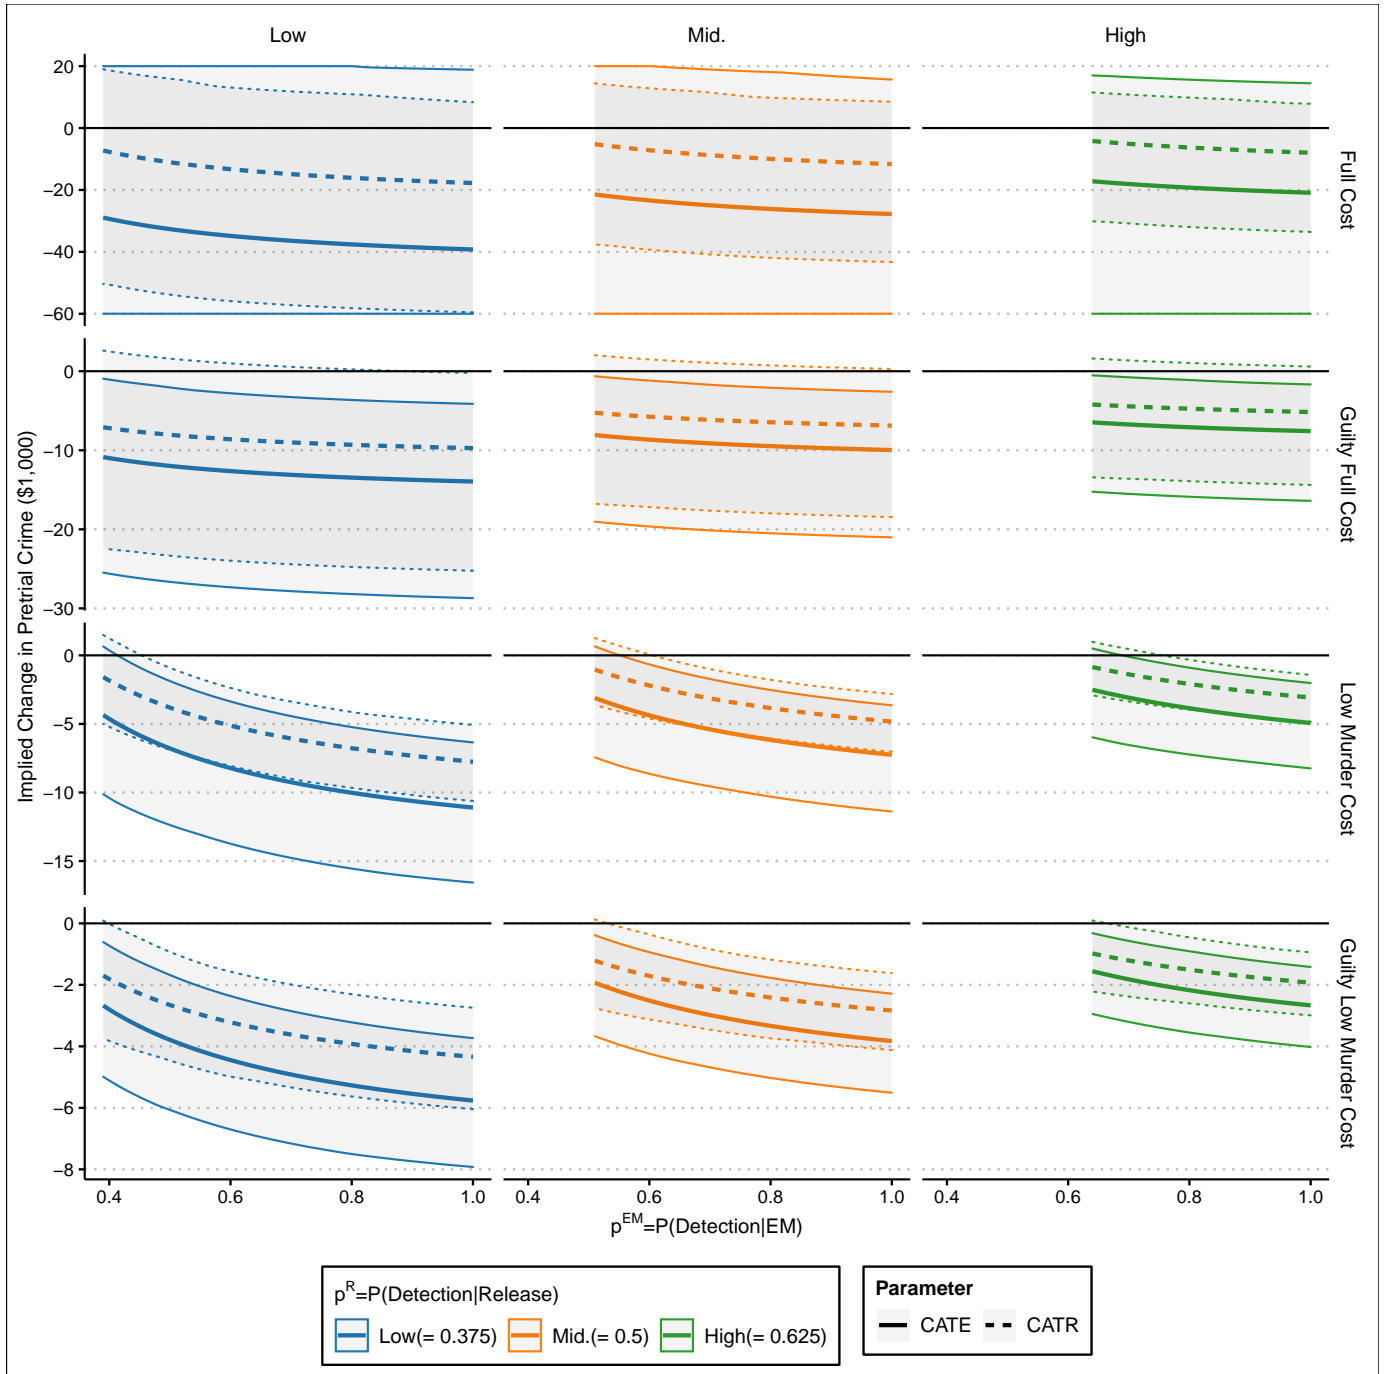 Low Mid. High
Implied Change in Pretrial Crime ($1,000)
20
0
−20
−40
−60
Full Cost
0
−10
−20
−30
Guilty Full Cost
0
−5
−10
−15
Low Murder Cost
0
−2
−4
−6
−8
Guilty Low Murder Cost
0.4 0.6 0.8 1.0 0.4 0.6 0.8 1.0 0.4 0.6 0.8 1.0
p^EM=P(Detection|EM)
p^R=P(Detection|Release)
Low(= 0.375) Mid.(= 0.5) High(= 0.625)
Parameter
CATE CATR